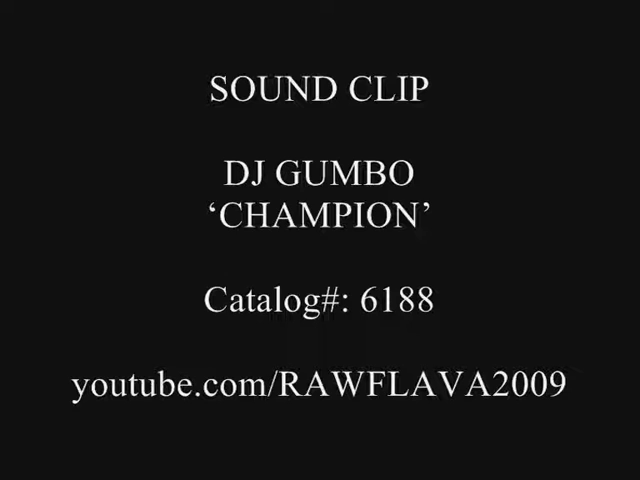 SOUND CLIP
DJ GUMBO
‘CHAMPION’
Catalog#: 6188
youtube.com/RAWFLAVA2009